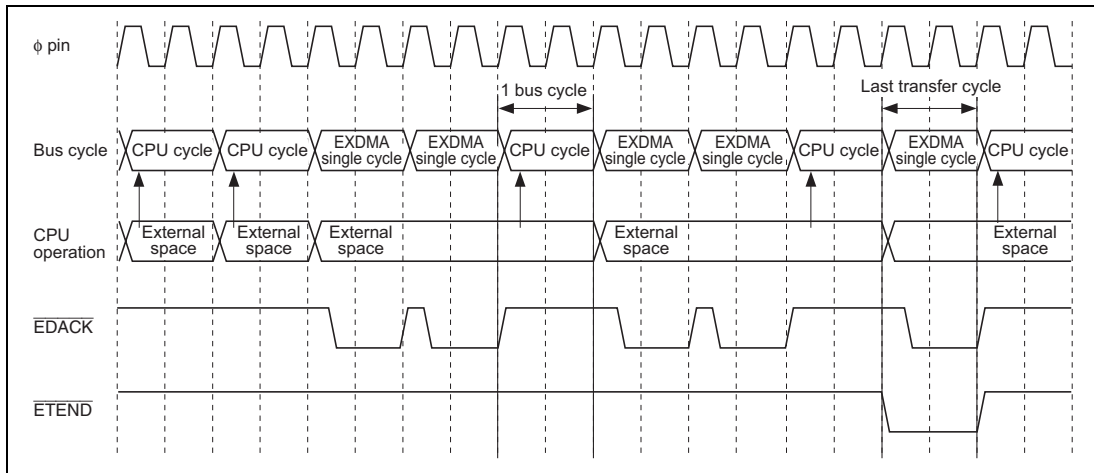 ϕ pin
1 bus cycle
Last transfer cycle
Bus cycle
CPU cycle
CPU cycle
EXDMA
single cycle
EXDMA
single cycle
CPU cycle
EXDMA
single cycle
EXDMA
single cycle
CPU cycle
EXDMA
single cycle
CPU cycle
CPU
operation
External
space
External
space
External
space
External
space
External
space
EDACK
ETEND